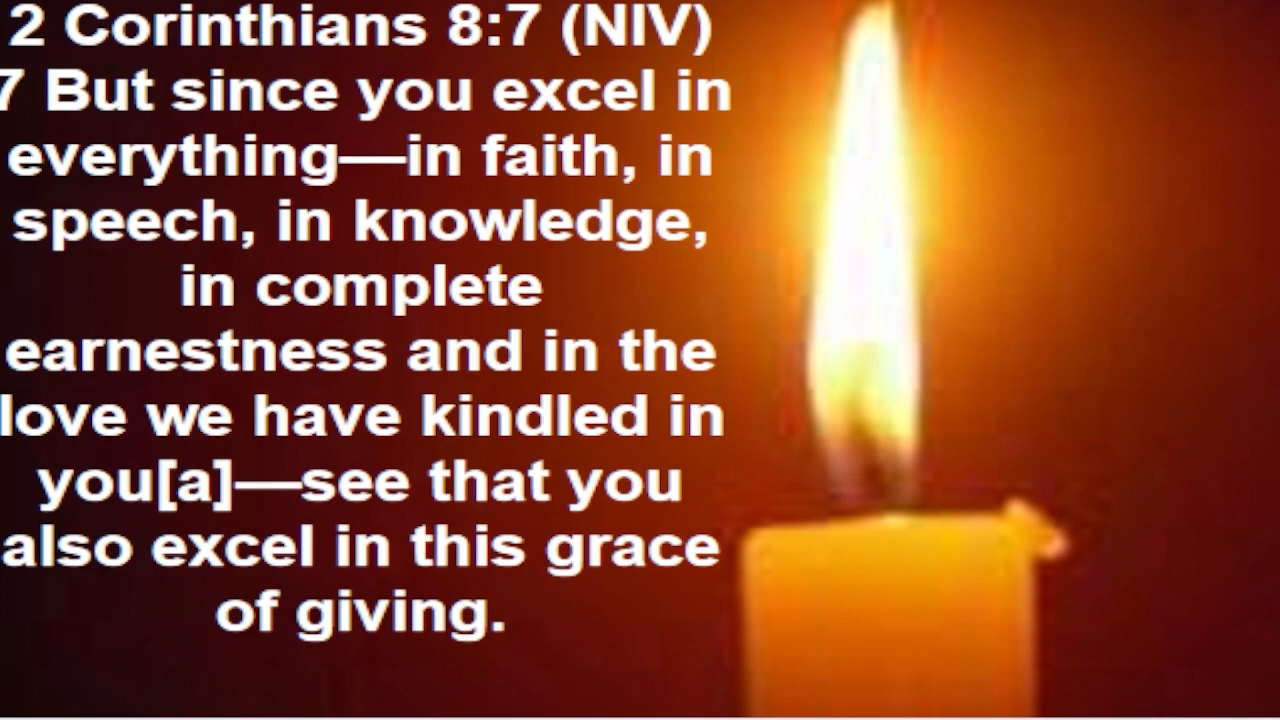 2 Corinthians 8:7 (NIV)
7 But since you excel in
everything—in faith, in
speech, in knowledge,
in complete
earnestness and in the
love we have kindled in
you[a]—see that you
also excel in this grace
of giving.